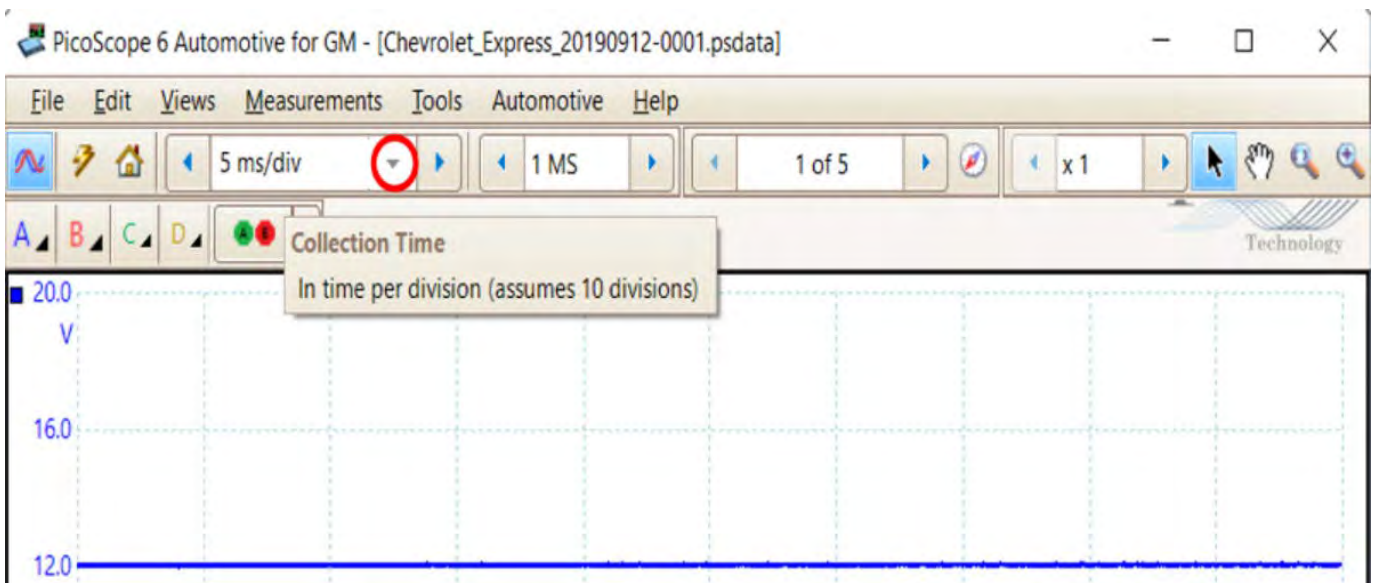 PicoScope 6 Automotive for GM - [Chevrolet_Express_20190912-0001.psdata]
File Edit Views Measurements Tools Automotive Help
5 ms/div 1 MS 1 of 5 x 1
A B C D A B
Technology
Collection Time
In time per division (assumes 10 divisions)
20.0
V
16.0
12.0